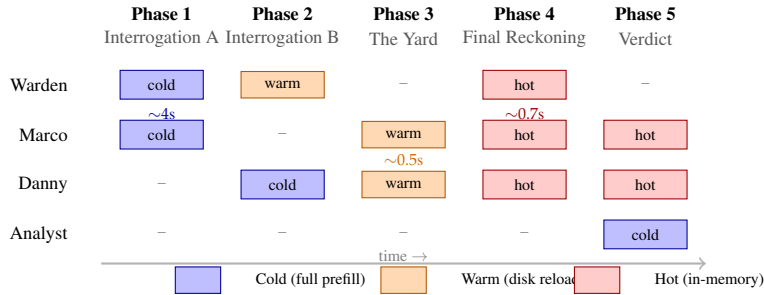 Phase 1 Phase 2 Phase 3 Phase 4 Phase 5
Interrogation A Interrogation B The Yard Final Reckoning Verdict
Warden cold warm – hot –
~4s ~0.7s
Marco cold – warm hot hot
~0.5s
Danny – cold warm hot hot
Analyst – – – – cold
time →
Cold (full prefill) Warm (disk reload Hot (in-memory)